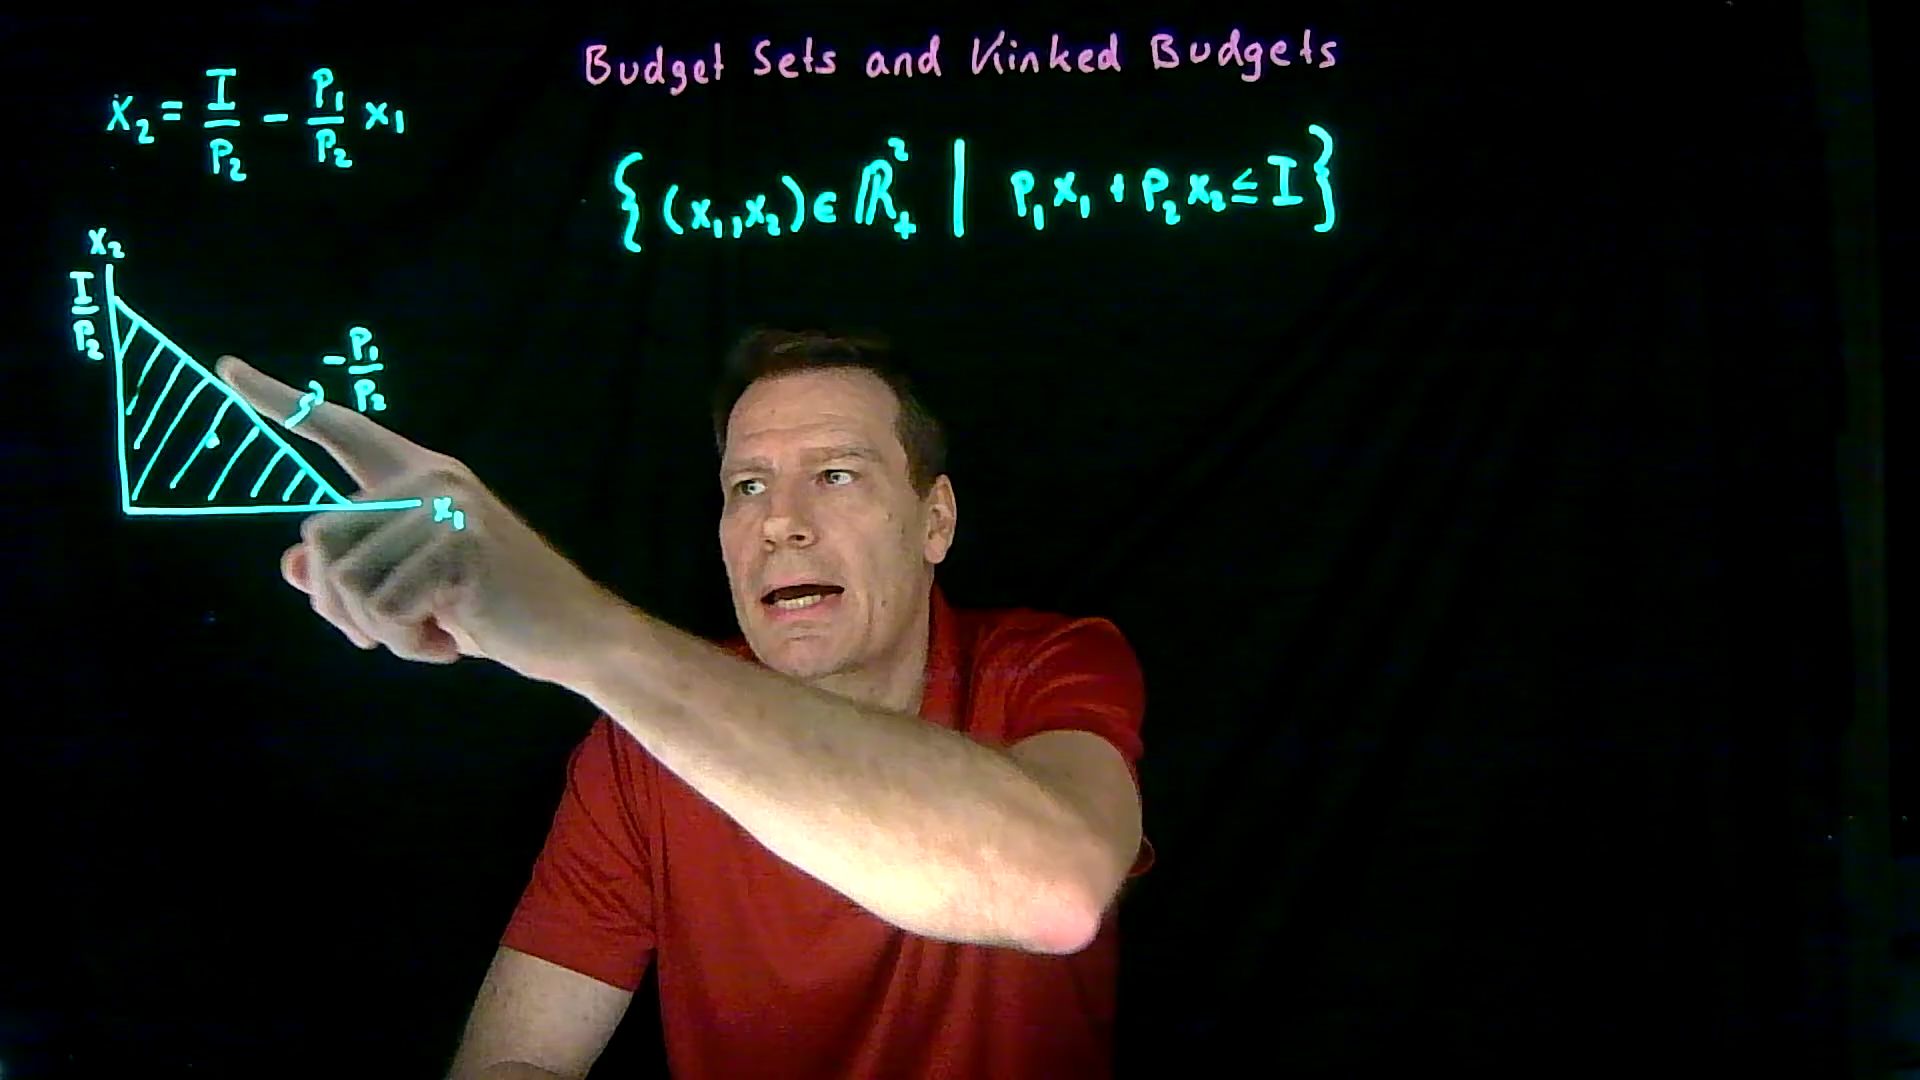 Budget Sets and Kinked Budgets
x₂ = I/P₂ - P₁/P₂ x₁
{(x₁,x₂) ∈ ℝ²₊ | P₁x₁ + P₂x₂ ≤ I}
x₂
I/P₂
-P₁/P₂
x₁